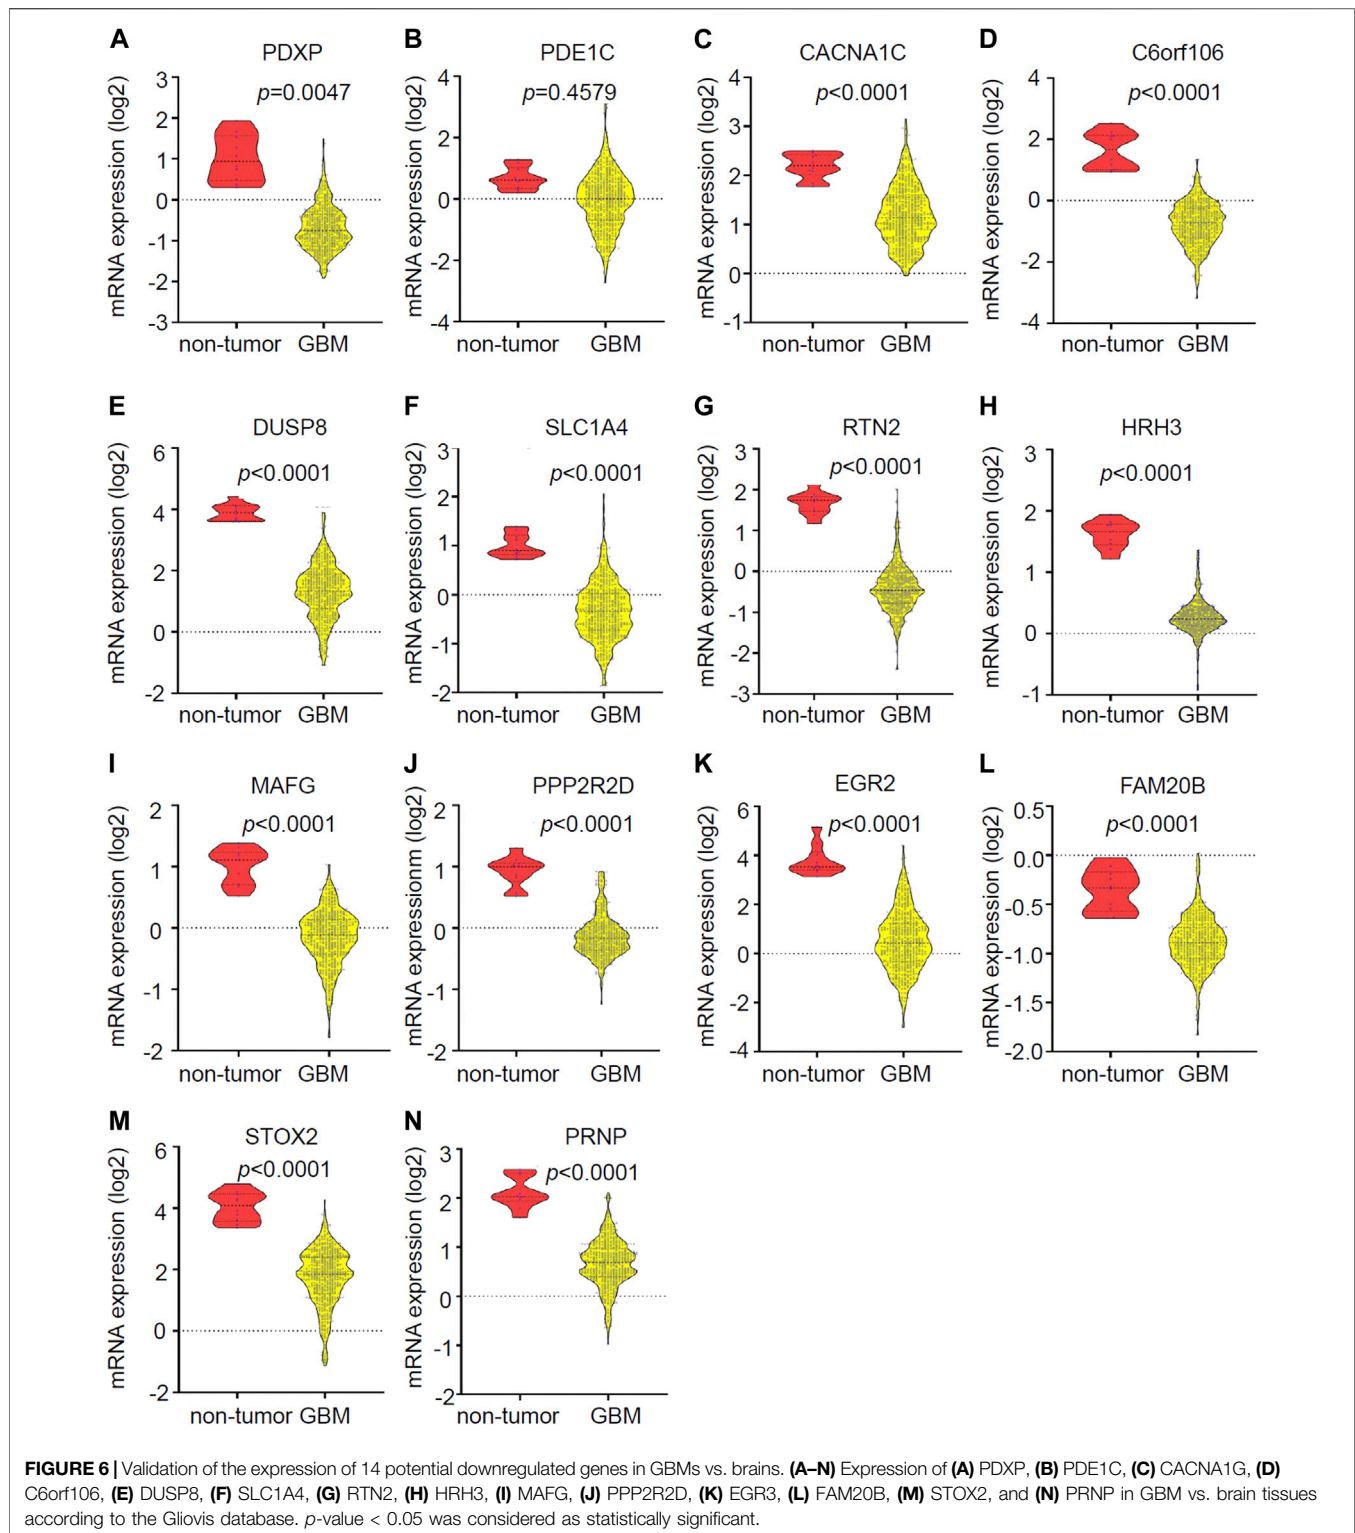 A
PDXP
p=0.0047
mRNA expression (log2)
3
2
1
0
-1
-2
-3
non-tumor GBM
B
PDE1C
p=0.4579
mRNA expression (log2)
4
2
0
-2
-4
non-tumor GBM
C
CACNA1C
p<0.0001
mRNA expression (log2)
4
3
2
1
0
-1
non-tumor GBM
D
C6orf106
p<0.0001
mRNA expression (log2)
4
2
0
-2
-4
non-tumor GBM
E
DUSP8
p<0.0001
mRNA expression (log2)
6
4
2
0
-2
non-tumor GBM
F
SLC1A4
p<0.0001
mRNA expression (log2)
3
2
1
0
-1
-2
non-tumor GBM
G
RTN2
p<0.0001
mRNA expression (log2)
3
2
1
0
-1
-2
-3
non-tumor GBM
H
HRH3
p<0.0001
mRNA expression (log2)
3
2
1
0
-1
non-tumor GBM
I
MAFG
p<0.0001
mRNA expression (log2)
2
1
0
-1
-2
non-tumor GBM
J
PPP2R2D
p<0.0001
mRNA expressionnm (log2)
2
1
0
-1
-2
non-tumor GBM
K
EGR2
p<0.0001
mRNA expression (log2)
6
4
2
0
-2
-4
non-tumor GBM
L
FAM20B
p<0.0001
mRNA expression (log2)
0.5
0.0
-0.5
-1.0
-1.5
-2.0
non-tumor GBM
M
STOX2
p<0.0001
mRNA expression (log2)
6
4
2
0
-2
non-tumor GBM
N
PRNP
p<0.0001
mRNA expression (log2)
3
2
1
0
-1
-2
non-tumor GBM
FIGURE 6 | Validation of the expression of 14 potential downregulated genes in GBMs vs. brains. (A–N) Expression of (A) PDXP, (B) PDE1C, (C) CACNA1G, (D)
C6orf106, (E) DUSP8, (F) SLC1A4, (G) RTN2, (H) HRH3, (I) MAFG, (J) PPP2R2D, (K) EGR3, (L) FAM20B, (M) STOX2, and (N) PRNP in GBM vs. brain tissues
according to the Gliovis database. p-value < 0.05 was considered as statistically significant.